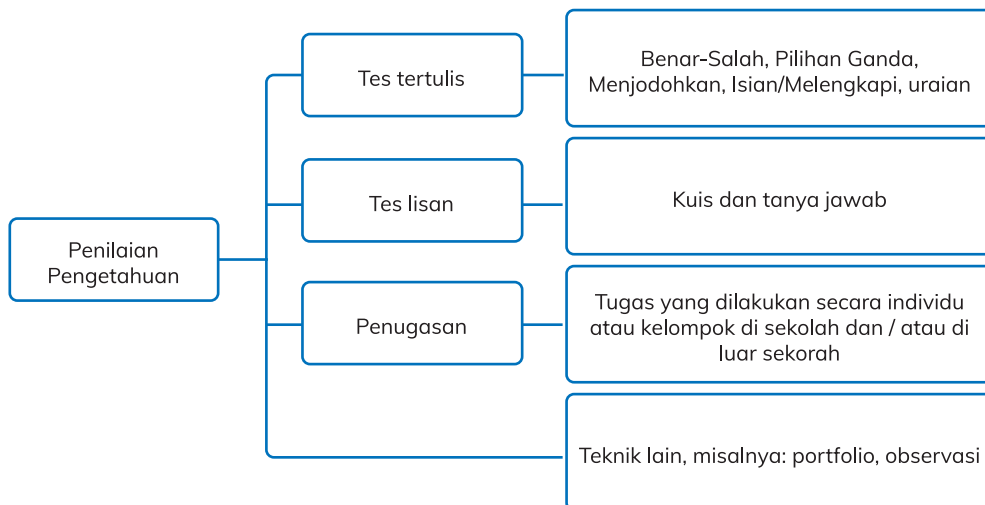 Penilaian
Pengetahuan
Tes tertulis
Benar-Salah, Pilihan Ganda,
Menjodohkan, Isian/Melengkapi, uraian
Tes lisan
Kuis dan tanya jawab
Penugasan
Tugas yang dilakukan secara individu
atau kelompok di sekolah dan / atau di
luar sekorah
Teknik lain, misalnya: portfolio, observasi